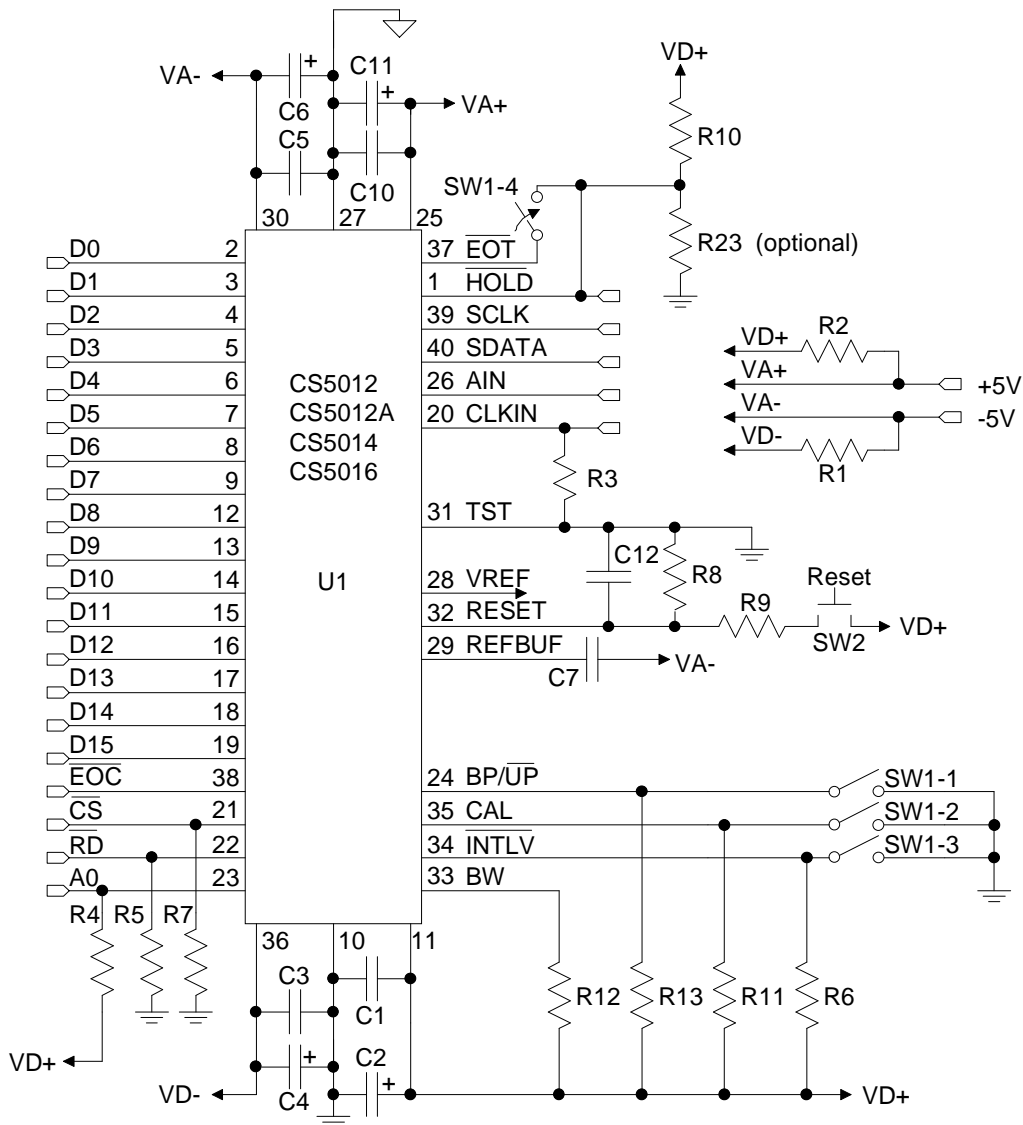 VA-
+
C6
C5
C11
+
VA+
C10
30
27
25
VD+
R10
SW1-4
R23 (optional)
D0 2
D1 3
D2 4
D3 5
D4 6
D5 7
D6 8
D7 9
D8 12
D9 13
D10 14
D11 15
D12 16
D13 17
D14 18
D15 19
EOC 38
CS 21
RD 22
A0 23
CS5012
CS5012A
CS5014
CS5016
U1
37 EOT
1 HOLD
39 SCLK
40 SDATA
26 AIN
20 CLKIN
31 TST
28 VREF
32 RESET
29 REFBUF
24 BP/UP
35 CAL
34 INTLV
33 BW
R2
VD+
VA+
+5V
VA-
-5V
VD-
R1
R3
C12
R8
R9
Reset
SW2
VD+
C7
VA-
SW1-1
SW1-2
SW1-3
R4
R5
R7
36
10
11
C3
C1
R12
R13
R11
R6
VD+
+
C2
VD-
C4
+
VD+